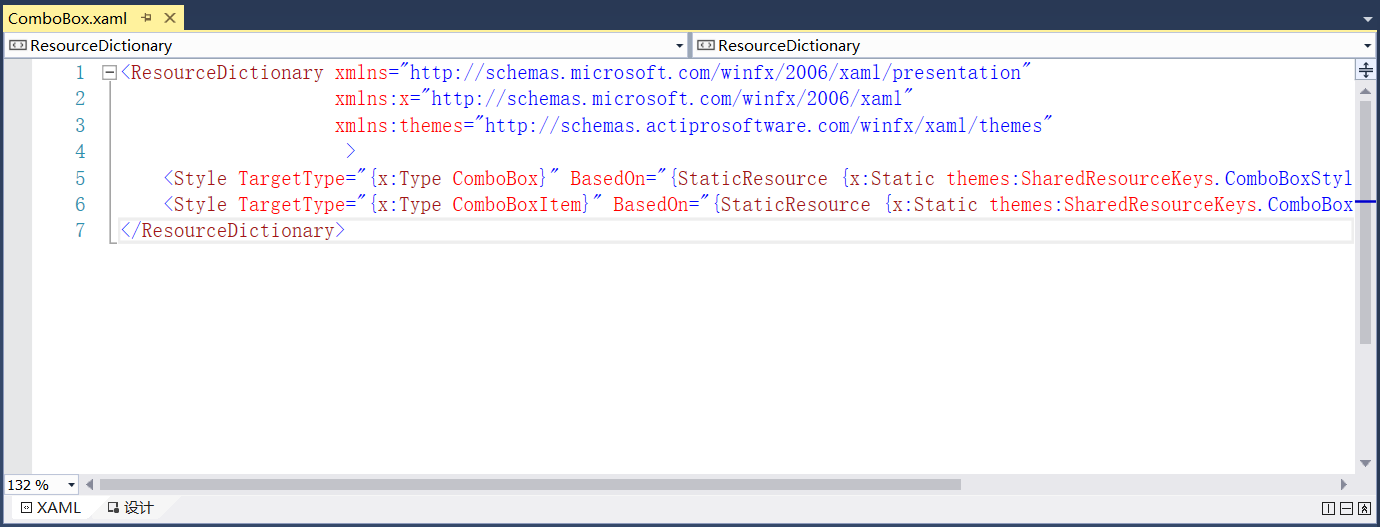 ComboBox.xaml
ResourceDictionary
ResourceDictionary
1 <ResourceDictionary xmlns="http://schemas.microsoft.com/winfx/2006/xaml/presentation"
2 xmlns:x="http://schemas.microsoft.com/winfx/2006/xaml"
3 xmlns:themes="http://schemas.actiprosoftware.com/winfx/xaml/themes"
4 >
5 <Style TargetType="{x:Type ComboBox}" BasedOn="{StaticResource {x:Static themes:SharedResourceKeys.ComboBoxStyl
6 <Style TargetType="{x:Type ComboBoxItem}" BasedOn="{StaticResource {x:Static themes:SharedResourceKeys.ComboBox
7 </ResourceDictionary>
132 %
XAML 设计